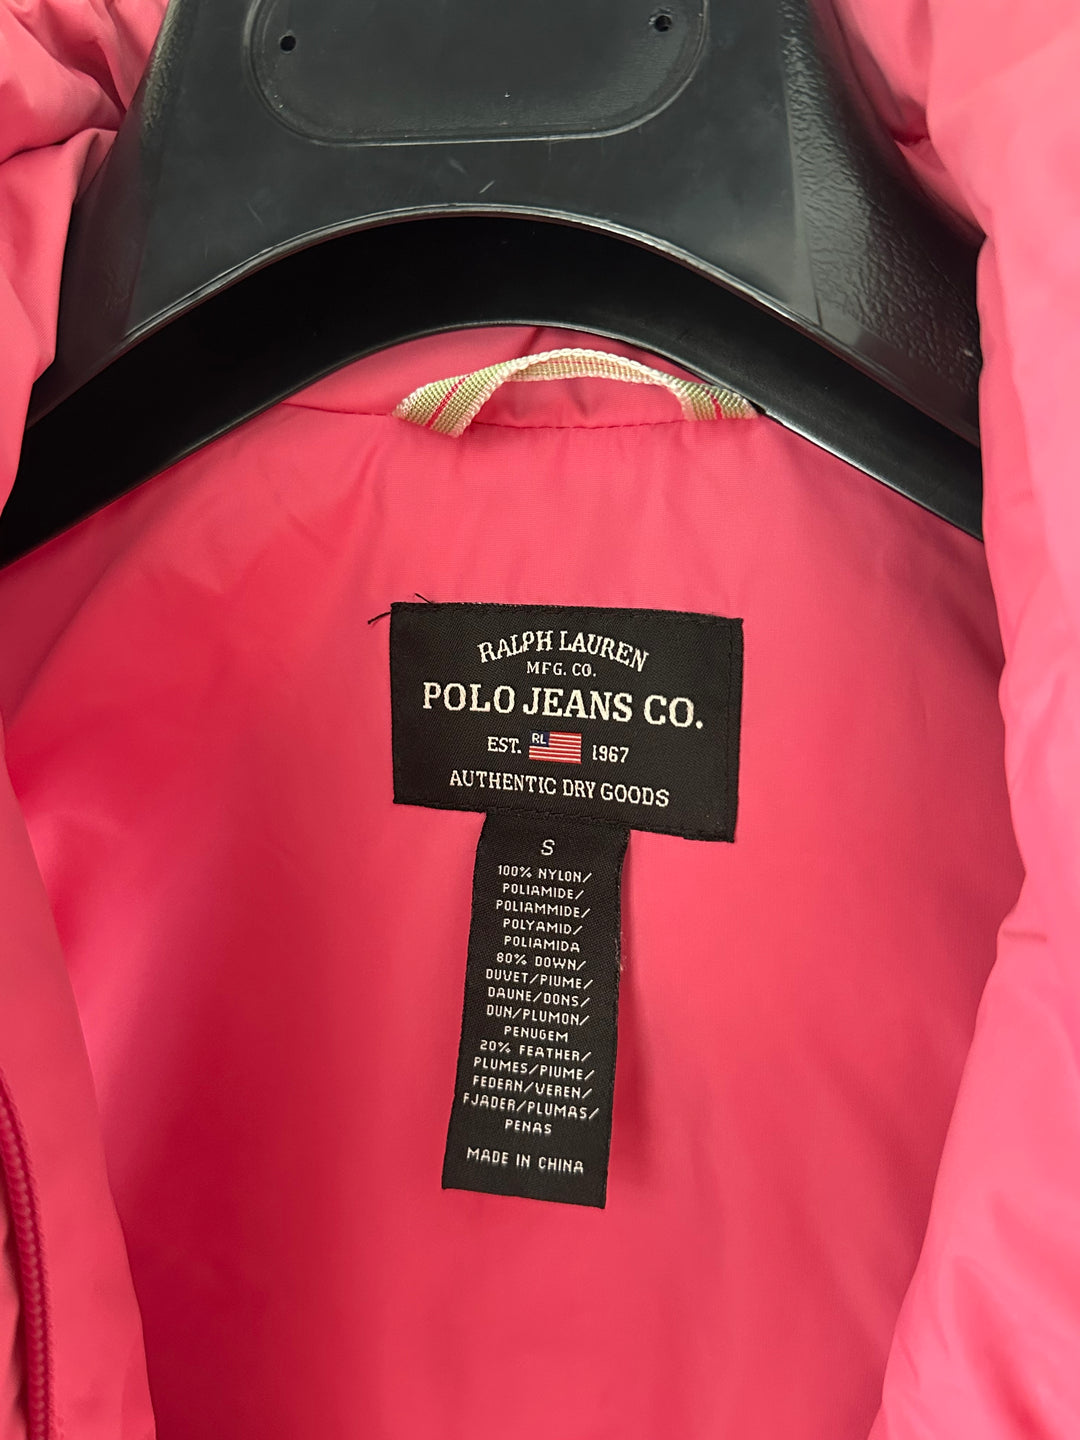 RALPH LAUREN
MFG. CO.
POLO JEANS CO.
EST. RL 1967
AUTHENTIC DRY GOODS
S
100% NYLON/
POLIAMIDE/
POLIAMMIDE/
POLYAMID/
POLIAMIDA
80% DOWN/
DUVET/PIUME/
DAUNE/DONS/
DUN/PLUMON/
PENUGEM
20% FEATHER/
PLUMES/PIUME/
FEDERN/VEREN/
FJADER/PLUMAS/
PENAS
MADE IN CHINA